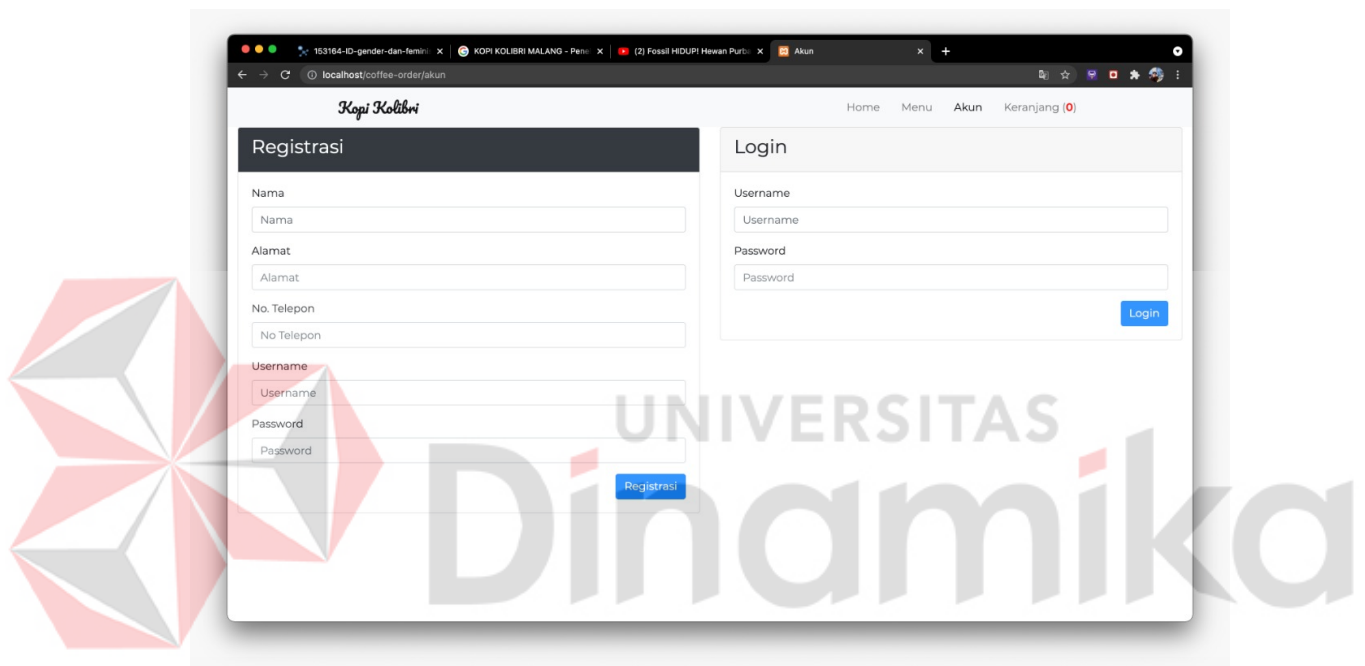 153164-ID-gender-dan-femini
KOPI KOLIBRI MALANG - Pene
(2) Fossil HIDUP! Hewan Purba
Akun
localhost/coffee-order/akun
Kopi Kolibri
Home Menu Akun Keranjang (0)
Registrasi
Nama
Nama
Alamat
Alamat
No. Telepon
No Telepon
Username
Username
Password
Password
Registrasi
Login
Username
Username
Password
Password
Login
UNIVERSITAS
Dinamika